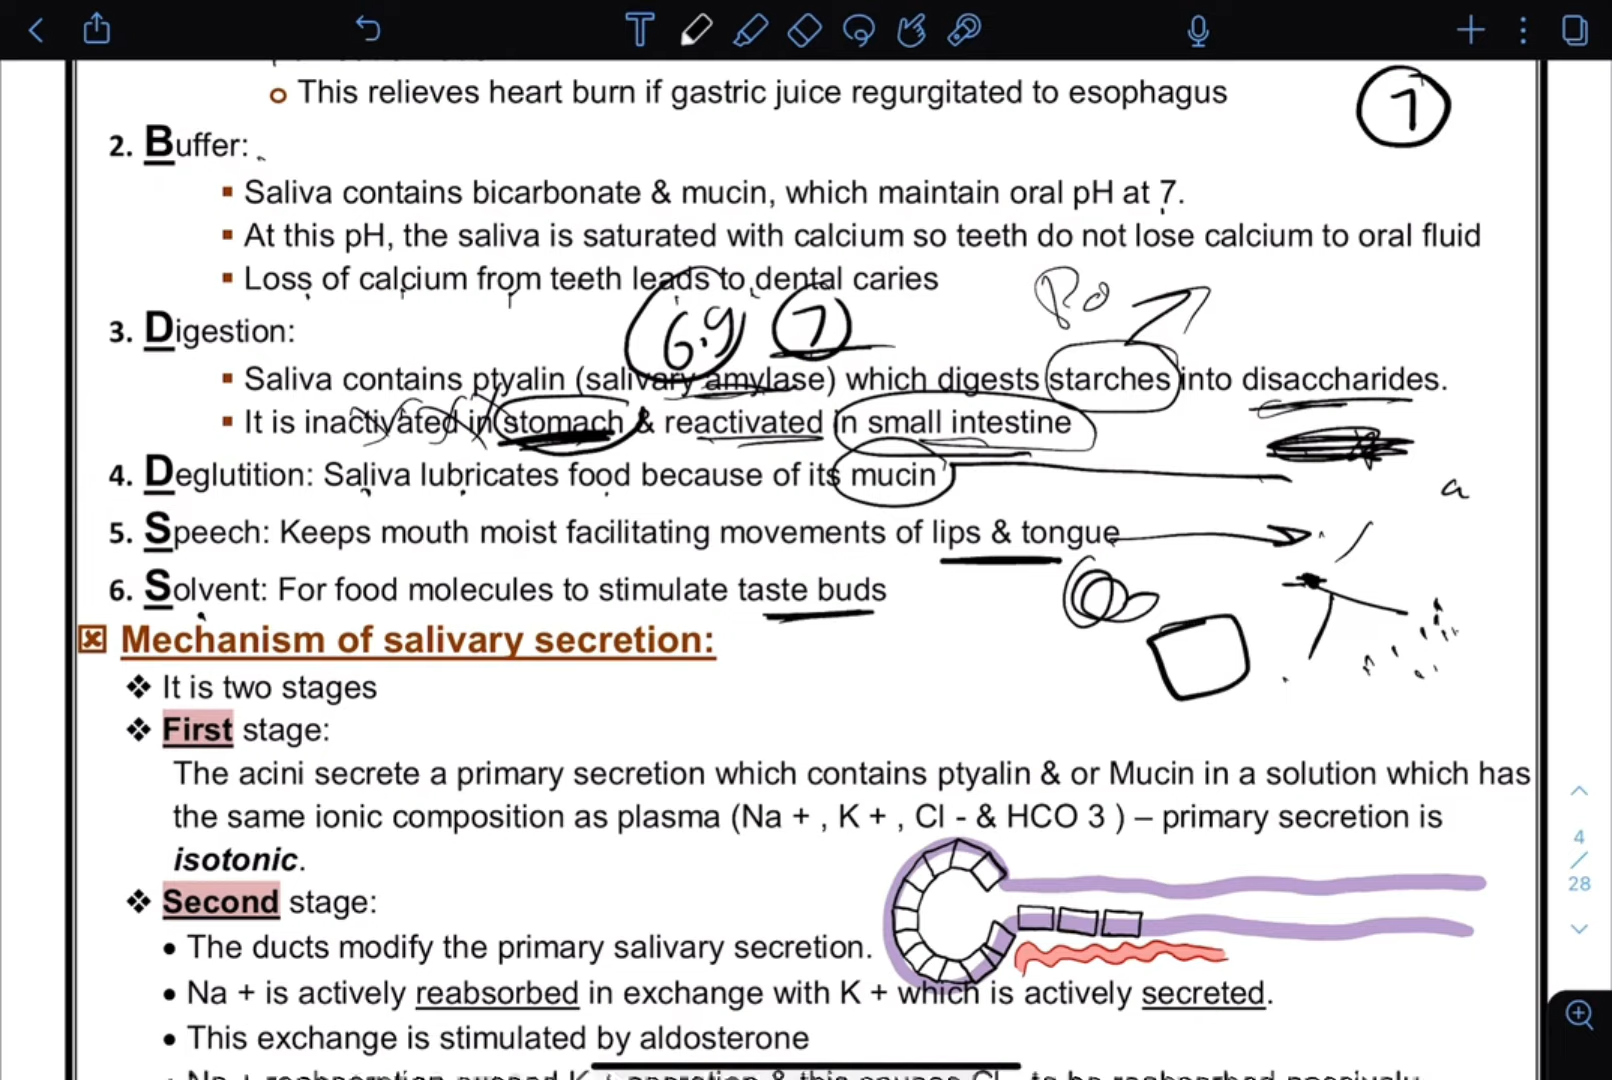 This relieves heart burn if gastric juice regurgitated to esophagus
7
2. Buffer:
Saliva contains bicarbonate & mucin, which maintain oral pH at 7.
At this pH, the saliva is saturated with calcium so teeth do not lose calcium to oral fluid
Loss of calcium from teeth leads to dental caries
6.9 7
3. Digestion:
Saliva contains ptyalin (salivary amylase) which digests starches into disaccharides.
It is inactivated in stomach & reactivated in small intestine
4. Deglutition: Saliva lubricates food because of its mucin
5. Speech: Keeps mouth moist facilitating movements of lips & tongue
6. Solvent: For food molecules to stimulate taste buds
Mechanism of salivary secretion:
It is two stages
First stage:
The acini secrete a primary secretion which contains ptyalin & or Mucin in a solution which has
the same ionic composition as plasma (Na + , K + , Cl - & HCO 3 ) – primary secretion is
isotonic.
Second stage:
• The ducts modify the primary salivary secretion.
• Na + is actively reabsorbed in exchange with K + which is actively secreted.
• This exchange is stimulated by aldosterone
4
/
28